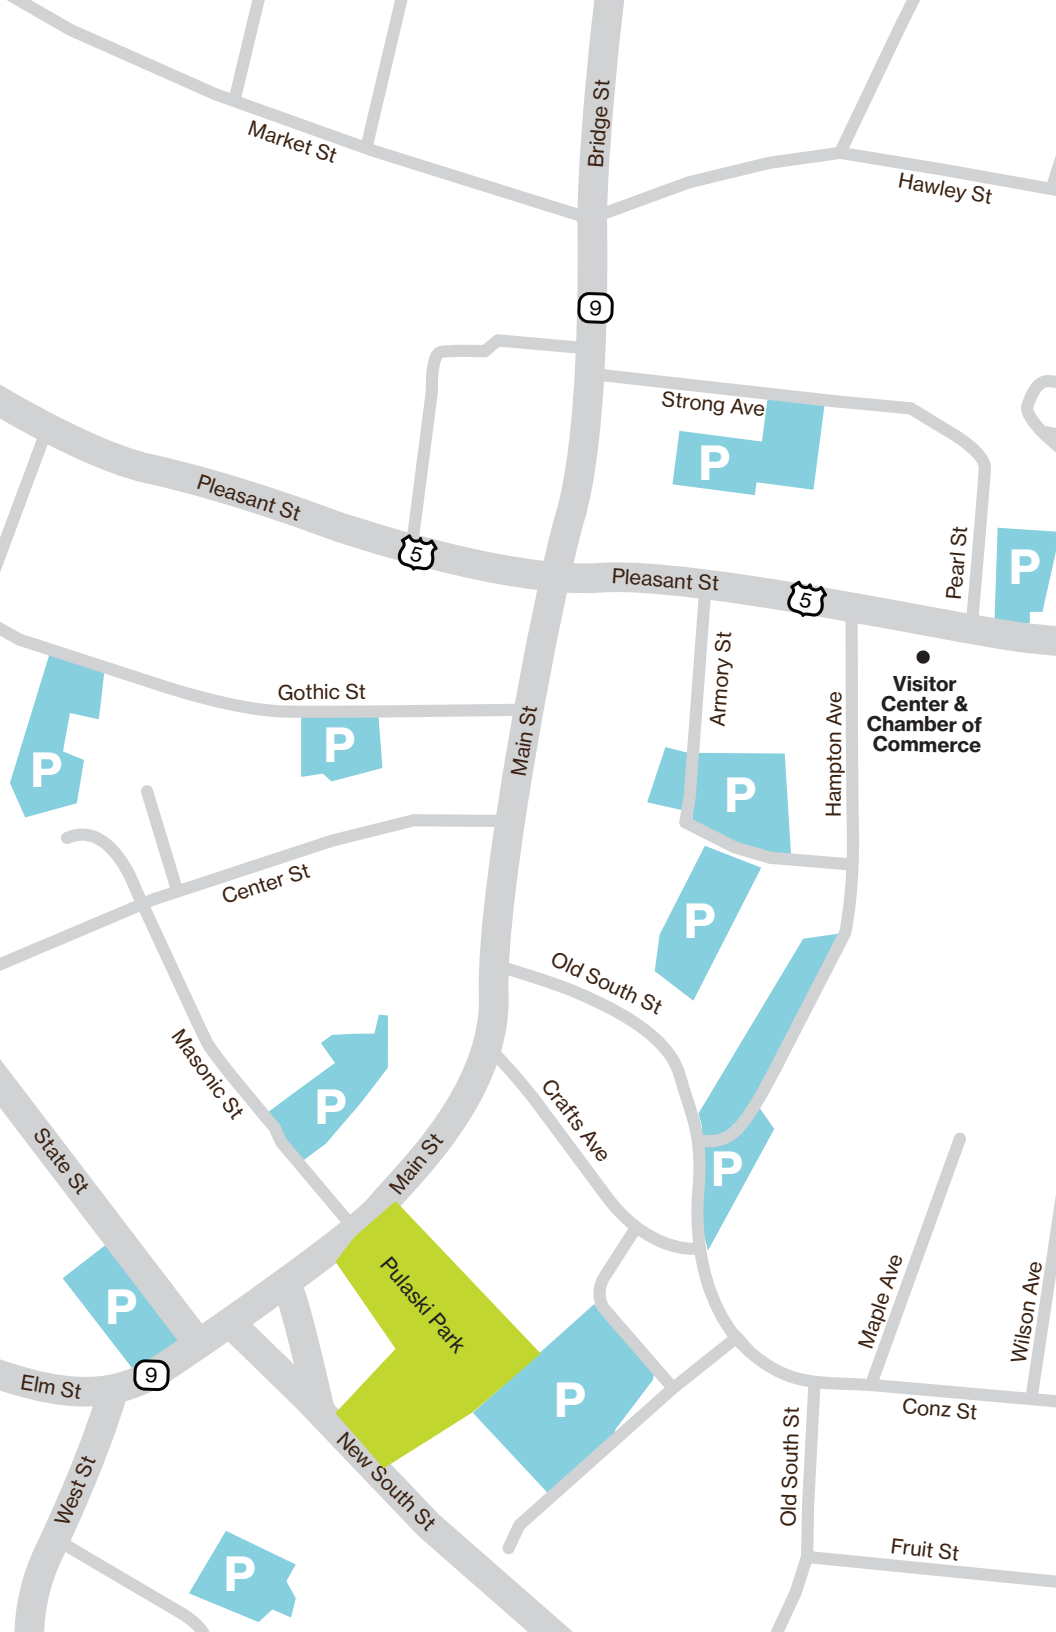 Bridge St
Market St
Hawley St
9
Strong Ave
P
Pleasant St
5
Pearl St
P
Pleasant St
5
Armory St
Visitor
Center &
Chamber of
Commerce
Gothic St
Main St
Hampton Ave
P
P
P
Center St
P
Old South St
Masonic St
P
Crafts Ave
State St
Main St
P
Pulaski Park
Maple Ave
Wilson Ave
P
9
Elm St
P
Conz St
Old South St
New South St
West St
Fruit St
P